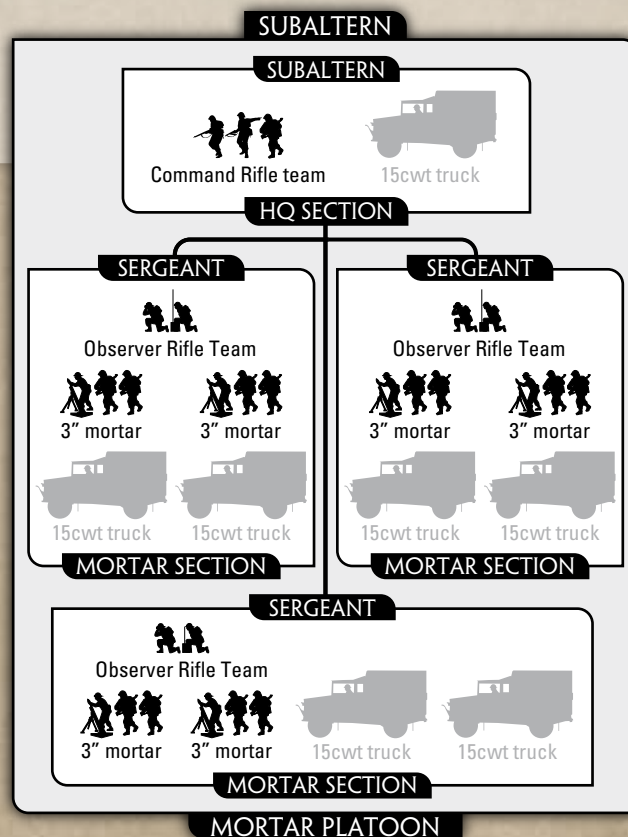 SUBALTERN
SUBALTERN
Command Rifle team
15cwt truck
HQ SECTION
SERGEANT
Observer Rifle Team
3” mortar 3” mortar
15cwt truck 15cwt truck
MORTAR SECTION
SERGEANT
Observer Rifle Team
3” mortar 3” mortar
15cwt truck 15cwt truck
MORTAR SECTION
SERGEANT
Observer Rifle Team
3” mortar 3” mortar 15cwt truck 15cwt truck
MORTAR SECTION
MORTAR PLATOON